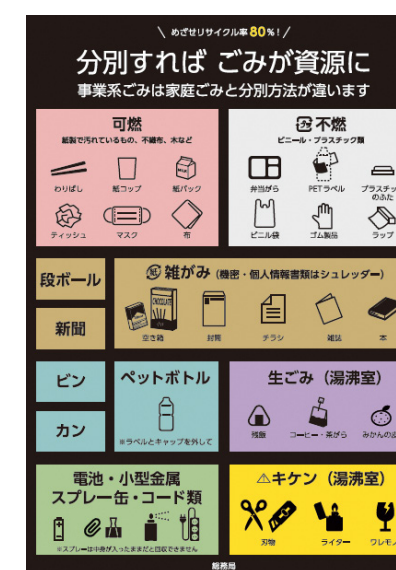 めざせリサイクル率80%!
分別すれば ごみが資源に
事業系ごみは家庭ごみと分別方法が違います
可燃
紙製で汚れているもの、不織布、木など
わりばし
紙コップ
紙パック
ティッシュ
マスク
布
不燃
ビニール・プラスチック類
弁当がら
PETラベル
プラスチッ
のふた
ビニル袋
ゴム製品
ラップ
段ボール
新聞
雑がみ(機密・個人情報書類はシュレッダー)
CHOCOLATE
空き箱
封筒
チラシ
雑誌
本
ビン
カン
ペットボトル
※ラベルとキャップを外して
生ごみ(湯沸室)
残飯
コーヒー・茶がら
みかんの
電池・小型金属
スプレー缶・コード類
※スプレーは中身が入ったままだと回収できません
⚠キケン(湯沸室)
刃物
ライター
ワレモノ
総務局